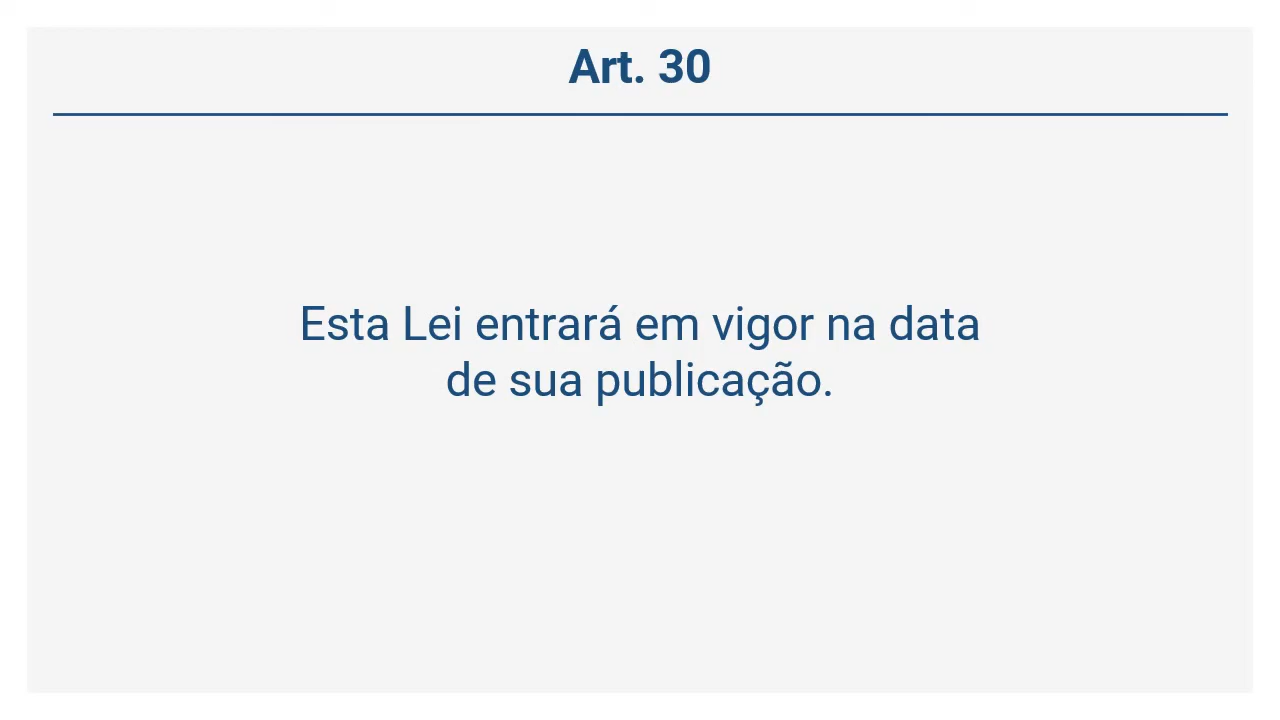 Art. 30
Esta Lei entrará em vigor na data
de sua publicação.